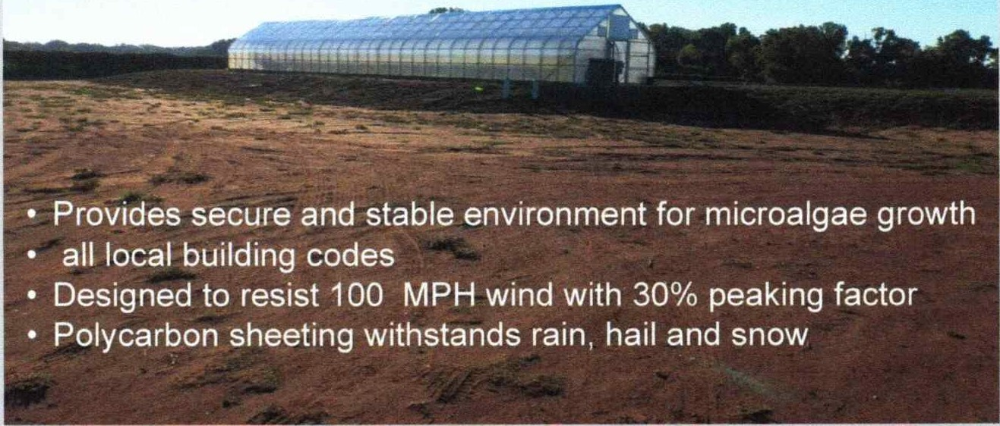 • Provides secure and stable environment for microalgae growth
• all local building codes
• Designed to resist 100 MPH wind with 30% peaking factor
• Polycarbon sheeting withstands rain, hail and snow